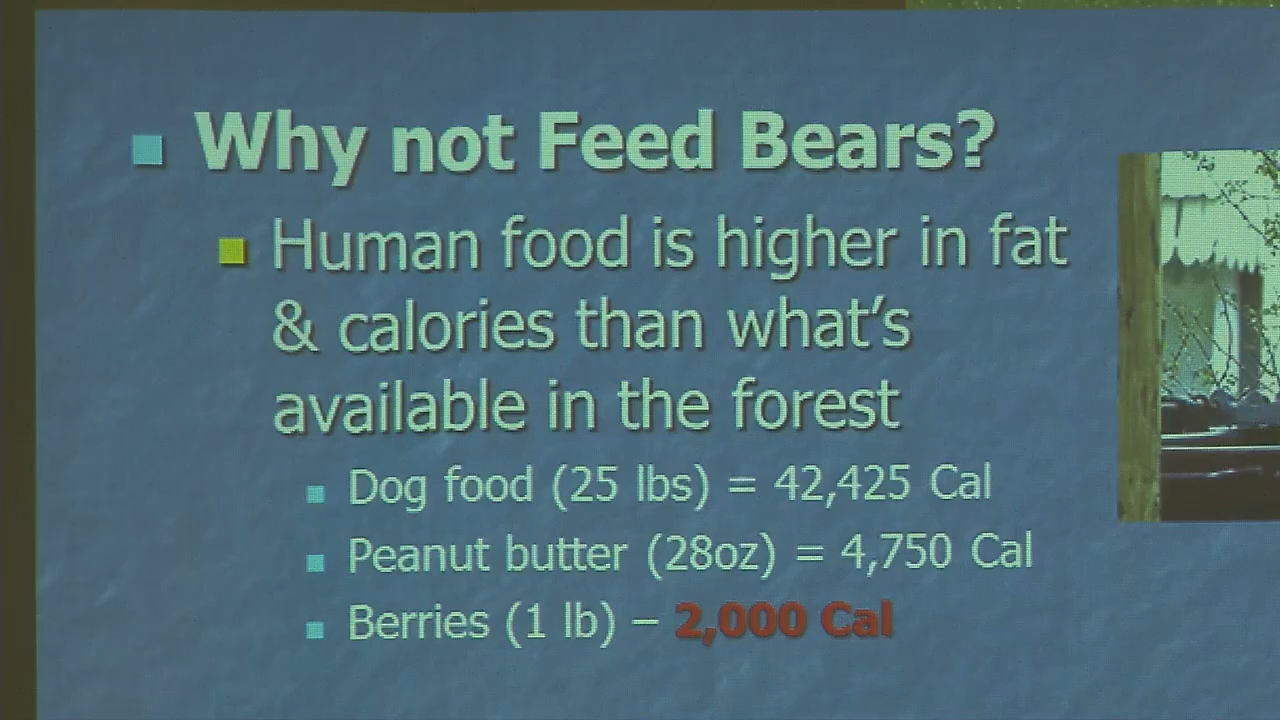 Why not Feed Bears?
Human food is higher in fat
& calories than what's
available in the forest
Dog food (25 lbs) = 42,425 Cal
Peanut butter (28oz) = 4,750 Cal
Berries (1 lb) – 2,000 Cal